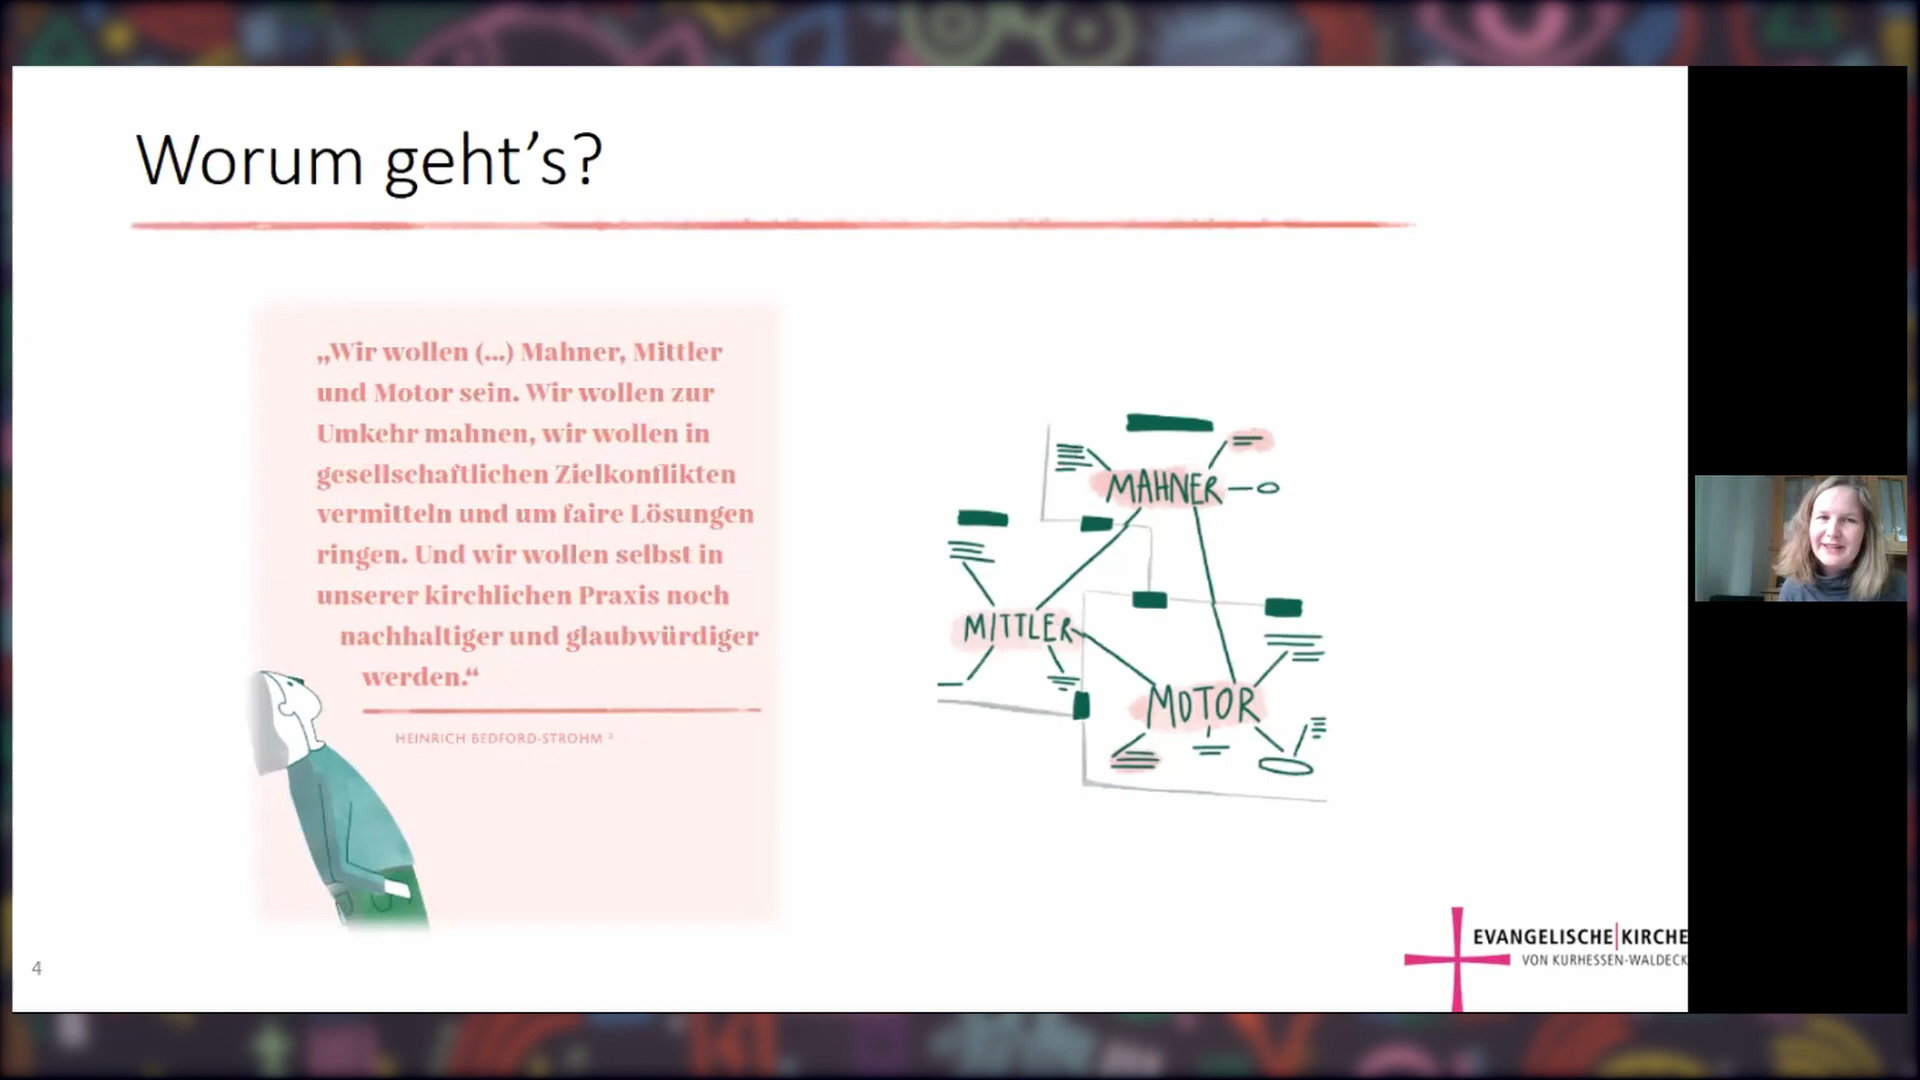 Worum geht’s?
„Wir wollen (...) Mahner, Mittler
und Motor sein. Wir wollen zur
Umkehr mahnen, wir wollen in
gesellschaftlichen Zielkonflikten
vermitteln und um faire Lösungen
ringen. Und wir wollen selbst in
unserer kirchlichen Praxis noch
nachhaltiger und glaubwürdiger
werden.“
HEINRICH BEDFORD-STROHM ²
MAHNER
MITTLER
MOTOR
4
EVANGELISCHE|KIRCHE
VON KURHESSEN-WALDECK